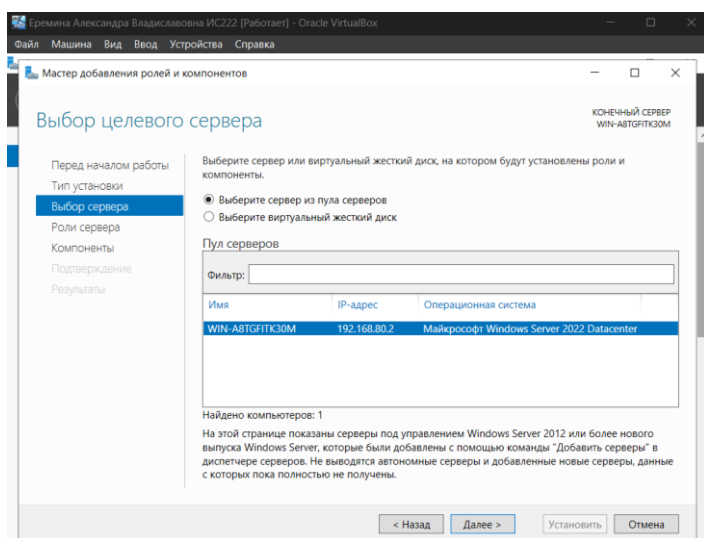 Еремина Александра Владиславовна ИС222 [Работает] - Oracle VirtualBox
Файл Машина Вид Ввод Устройства Справка
Мастер добавления ролей и компонентов
Выбор целевого сервера
КОНЕЧНЫЙ СЕРВЕР
WIN-A8TGFITK30M
Перед началом работы
Тип установки
Выбор сервера
Роли сервера
Компоненты
Подтверждение
Результаты
Выберите сервер или виртуальный жесткий диск, на котором будут установлены роли и
компоненты.
Выберите сервер из пула серверов
Выберите виртуальный жесткий диск
Пул серверов
Фильтр:
Имя IP-адрес Операционная система
WIN-A8TGFITK30M 192.168.80.2 Майкрософт Windows Server 2022 Datacenter
Найдено компьютеров: 1
На этой странице показаны серверы под управлением Windows Server 2012 или более нового
выпуска Windows Server, которые были добавлены с помощью команды "Добавить серверы" в
диспетчере серверов. Не выводятся автономные серверы и добавленные новые серверы, данные
с которых пока полностью не получены.
< Назад Далее > Установить Отмена